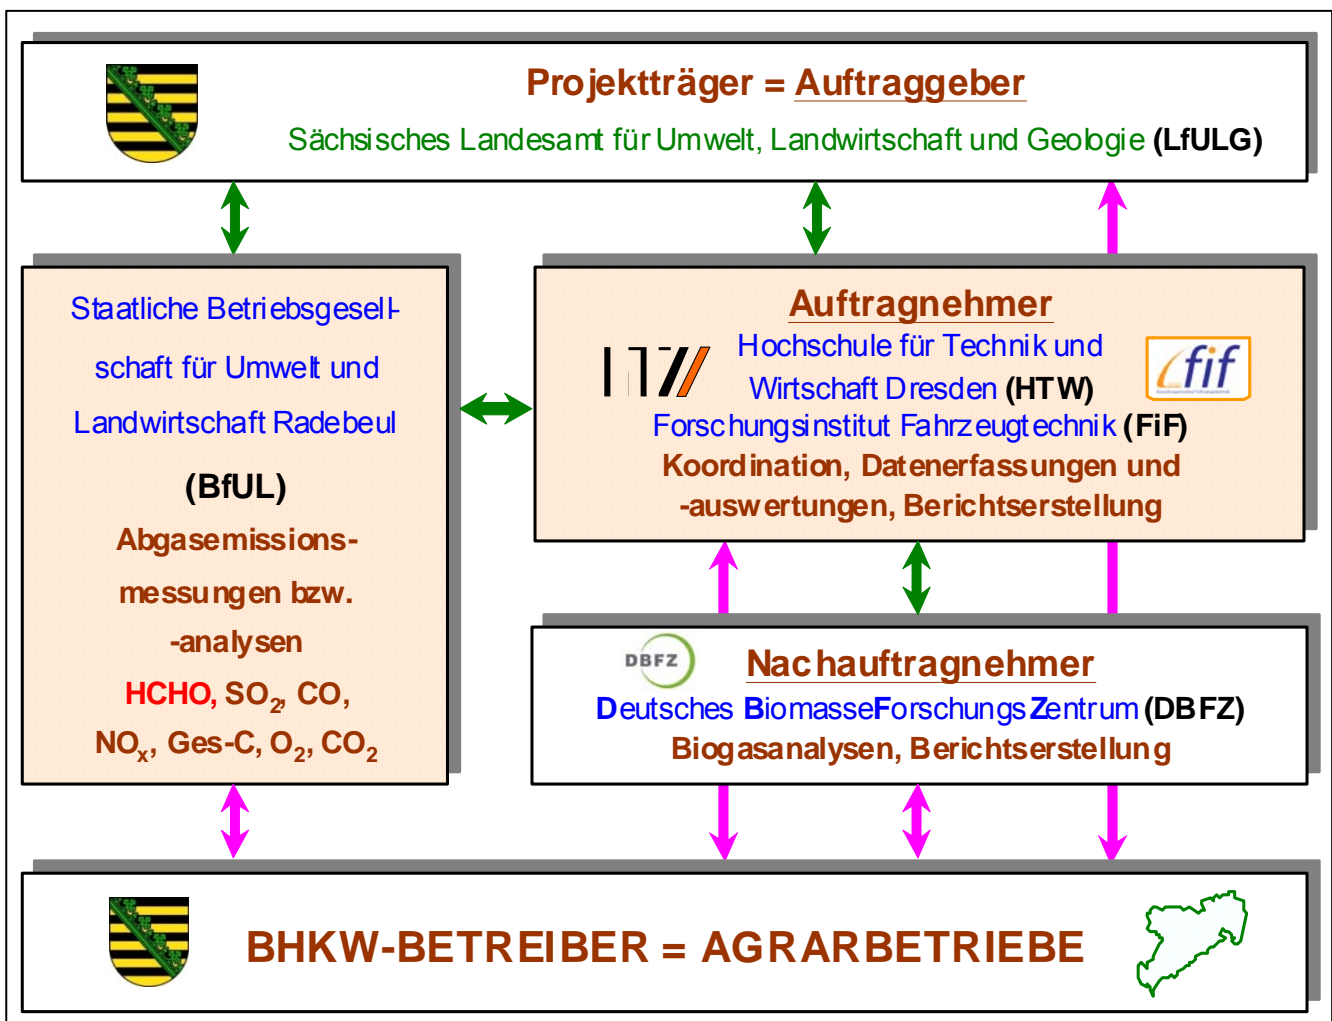 Projektträger = Auftraggeber
Sächsisches Landesamt für Umwelt, Landwirtschaft und Geologie (LfULG)
Staatliche Betriebsgesell-
schaft für Umwelt und
Landwirtschaft Radebeul
(BfUL)
Abgasemissions-
messungen bzw.
-analysen
HCHO, SO2, CO,
NOx, Ges-C, O2, CO2
Auftragnehmer
HTW
Hochschule für Technik und
Wirtschaft Dresden (HTW)
fif
Forschungsinstitut Fahrzeugtechnik (FiF)
Koordination, Datenerfassungen und
-auswertungen, Berichtserstellung
DBFZ
Nachauftragnehmer
Deutsches BiomasseForschungsZentrum (DBFZ)
Biogasanalysen, Berichtserstellung
BHKW-BETREIBER = AGRARBETRIEBE